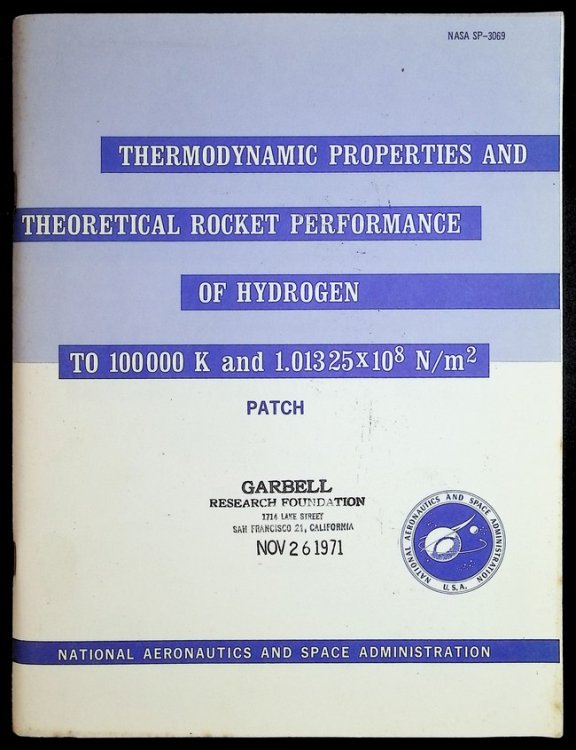 NASA SP-3069
THERMODYNAMIC PROPERTIES AND
THEORETICAL ROCKET PERFORMANCE
OF HYDROGEN
TO 100000 K and 1.01325x10⁸ N/m²
PATCH
GARBELL
RESEARCH FOUNDATION
1714 LAKE STREET
SAN FRANCISCO 21, CALIFORNIA
NOV 26 1971
NATIONAL AERONAUTICS AND SPACE ADMINISTRATION
U.S.A.
NATIONAL AERONAUTICS AND SPACE ADMINISTRATION